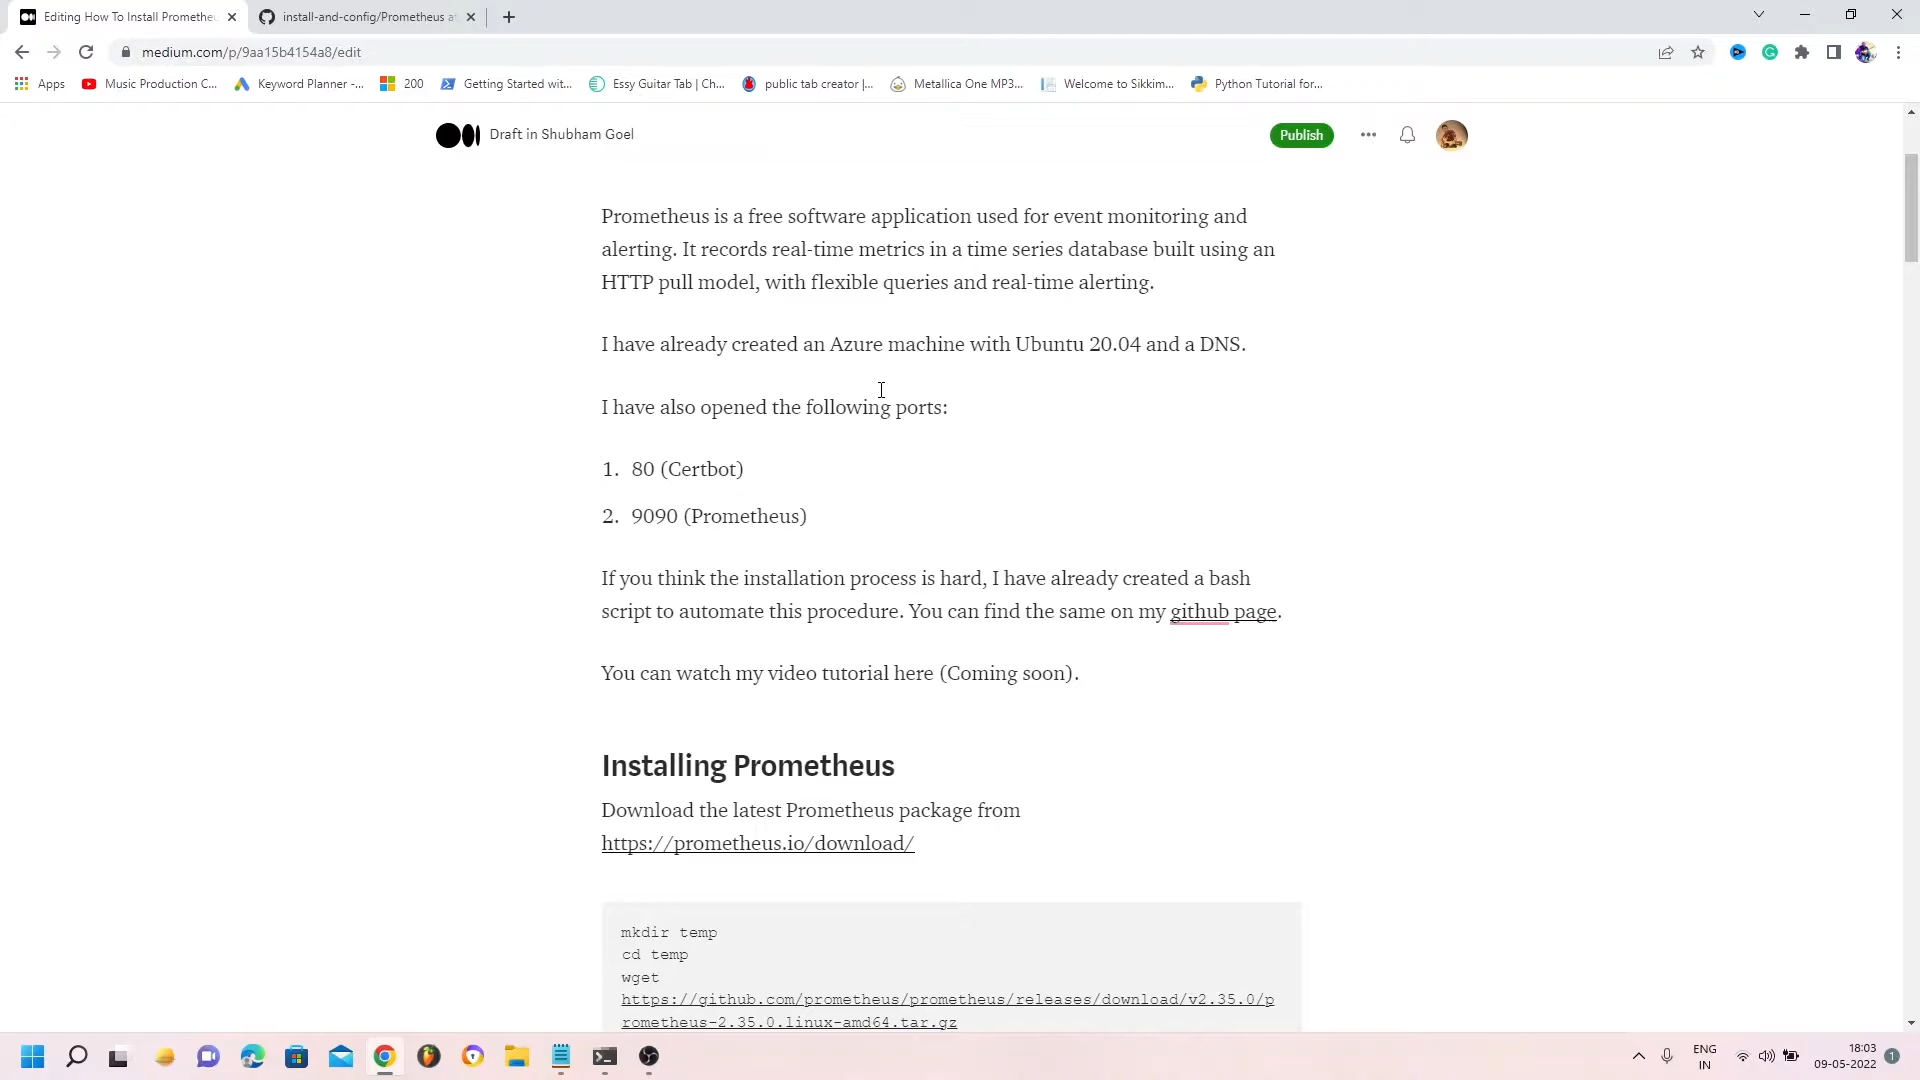 Editing How To Install Prometheu
install-and-config/Prometheus at
medium.com/p/9aa15b4154a8/edit
Apps
Music Production C...
Keyword Planner -...
200
Getting Started wit...
Essy Guitar Tab | Ch...
public tab creator |...
Metallica One MP3...
Welcome to Sikkim...
Python Tutorial for...
Draft in Shubham Goel
Publish
Prometheus is a free software application used for event monitoring and
alerting. It records real-time metrics in a time series database built using an
HTTP pull model, with flexible queries and real-time alerting.
I have already created an Azure machine with Ubuntu 20.04 and a DNS.
I have also opened the following ports:
1. 80 (Certbot)
2. 9090 (Prometheus)
If you think the installation process is hard, I have already created a bash
script to automate this procedure. You can find the same on my github page.
You can watch my video tutorial here (Coming soon).
Installing Prometheus
Download the latest Prometheus package from
https://prometheus.io/download/
mkdir temp
cd temp
wget
https://github.com/prometheus/prometheus/releases/download/v2.35.0/p
rometheus-2.35.0.linux-amd64.tar.gz
ENG
IN
18:03
09-05-2022
1